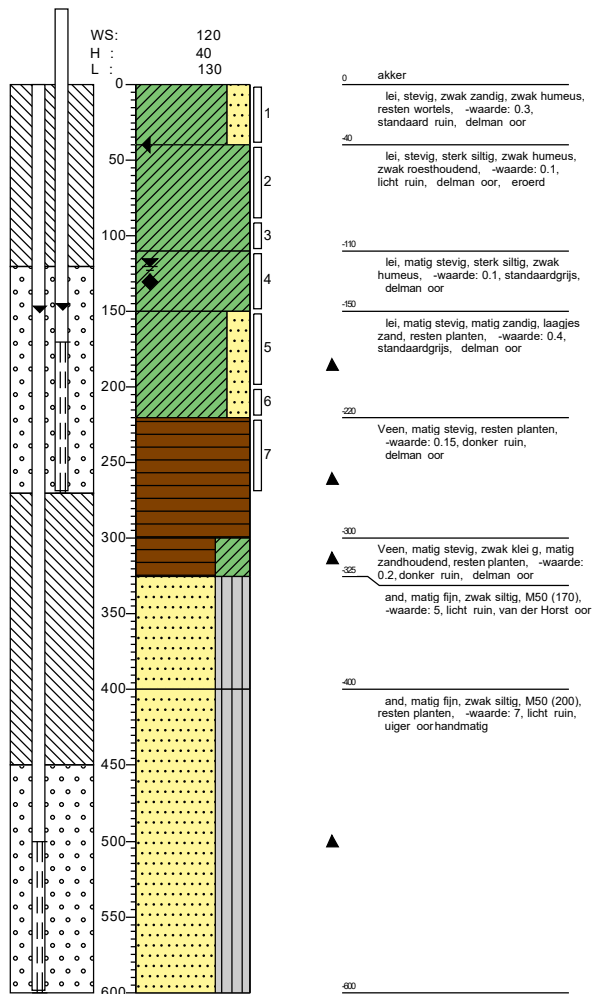 WS: 120
H : 40
L : 130
0
50
100
150
200
250
300
350
400
450
500
550
600
1
2
3
4
5
6
7
0 akker
lei, stevig, zwak zandig, zwak humeus,
resten wortels, -waarde: 0.3,
standaard ruin, delman oor
-40
lei, stevig, sterk siltig, zwak humeus,
zwak roesthoudend, -waarde: 0.1,
licht ruin, delman oor, eroerd
-110
lei, matig stevig, sterk siltig, zwak
humeus, -waarde: 0.1, standaardgrijs,
delman oor
-150
lei, matig stevig, matig zandig, laagjes
zand, resten planten, -waarde: 0.4,
standaardgrijs, delman oor
-220
Veen, matig stevig, resten planten,
-waarde: 0.15, donker ruin,
delman oor
-300
Veen, matig stevig, zwak klei g, matig
zandhoudend, resten planten, -waarde:
0.2, donker ruin, delman oor
-325
and, matig fijn, zwak siltig, M50 (170),
-waarde: 5, licht ruin, van der Horst oor
-400
and, matig fijn, zwak siltig, M50 (200),
resten planten, -waarde: 7, licht ruin,
uiger oor handmatig
-600